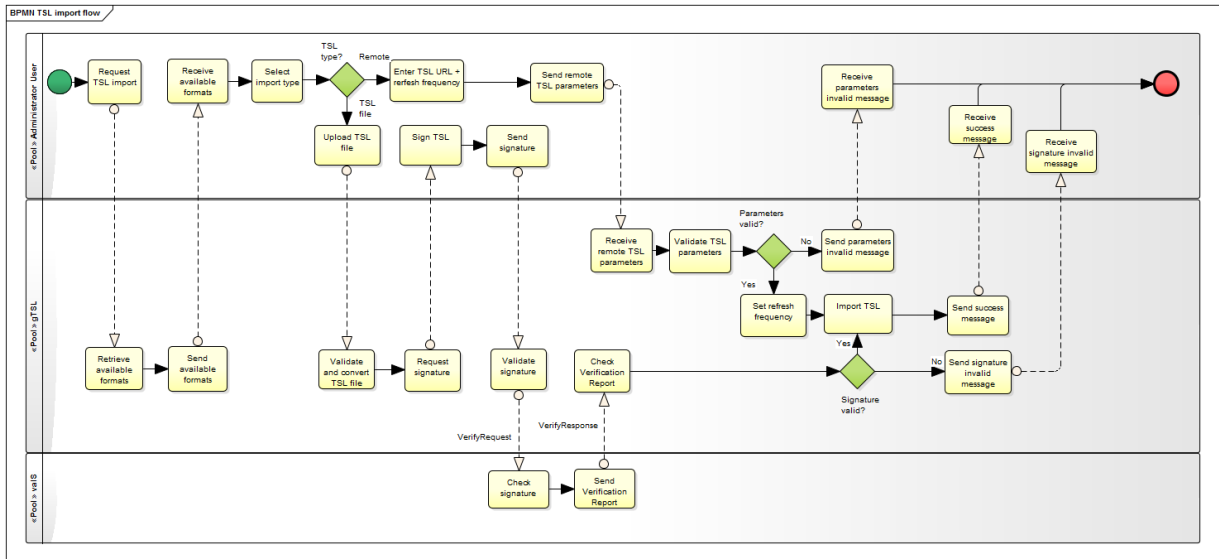 BPMN TSL import flow
«Pool» Administrator User
Request
TSL import
Receive
available
formats
Select
import type
TSL
type?
Remote
TSL
file
Enter TSL URL +
rerfesh frequency
Send remote
TSL parameters
Upload TSL
file
Sign TSL
Send
signature
Receive
parameters
invalid message
Receive
success
message
Receive
signature invalid
message
«Pool» gTSL
Receive
remote TSL
parameters
Validate TSL
parameters
Parameters
valid?
No
Send parameters
invalid message
Yes
Set refresh
frequency
Import TSL
Send success
message
Retrieve
available
formats
Send
available
formats
Validate
and convert
TSL file
Request
signature
Validate
signature
Check
Verification
Report
Yes
No
Signature
valid?
Send signature
invalid
message
VerifyRequest
VerifyResponse
«Pool» valS
Check
signature
Send
Verification
Report